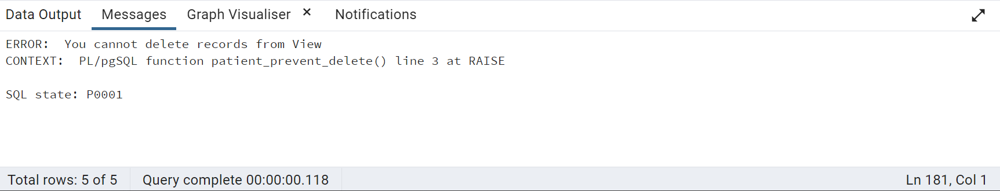 Data Output Messages Graph Visualiser × Notifications
ERROR:  You cannot delete records from View
CONTEXT:  PL/pgSQL function patient_prevent_delete() line 3 at RAISE
SQL state: P0001
Total rows: 5 of 5 Query complete 00:00:00.118 Ln 181, Col 1